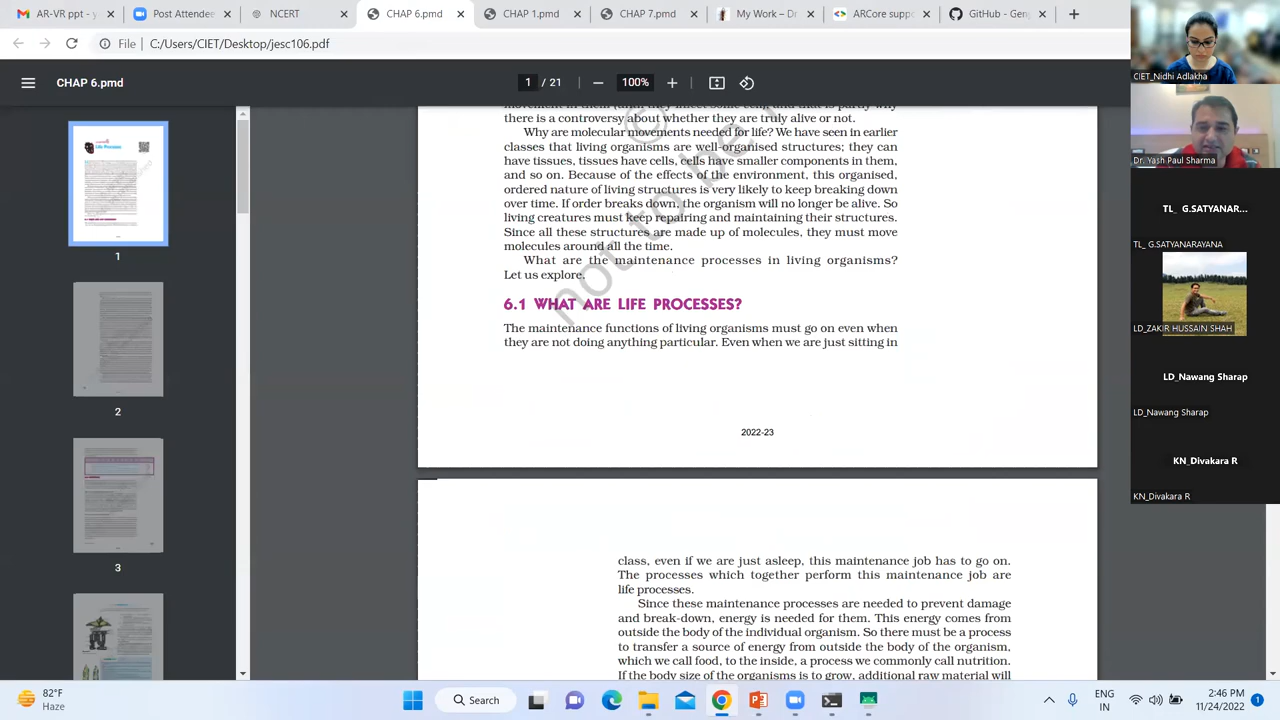 AR-VR ppt -
Post Attendee
NCERT
CHAP 6.pmd
CHAP 1.pmd
CHAP 7.pmd
My Work – Dr
ARCore supp
GitHub - Gen
File
C:/Users/CIET/Desktop/jesc106.pdf
CHAP 6.pmd
1 / 21
100%
there is a controversy about whether they are truly alive or not.
Why are molecular movements needed for life? We have seen in earlier
classes that living organisms are well-organised structures; they can
have tissues, tissues have cells, cells have smaller components in them,
and so on. Because of the effects of the environment, this organised,
ordered nature of living structures is very likely to keep breaking down
over time. If order breaks down, the organism will no longer be alive. So
living creatures must keep repairing and maintaining their structures.
Since all these structures are made up of molecules, they must move
molecules around all the time.
What are the maintenance processes in living organisms?
Let us explore.
6.1 WHAT ARE LIFE PROCESSES?
The maintenance functions of living organisms must go on even when
they are not doing anything particular. Even when we are just sitting in
2022-23
class, even if we are just asleep, this maintenance job has to go on.
The processes which together perform this maintenance job are
life processes.
Since these maintenance processes are needed to prevent damage
and break-down, energy is needed for them. This energy comes from
outside the body of the individual organism. So there must be a process
to transfer a source of energy from outside the body of the organism,
which we call food, to the inside, a process we commonly call nutrition.
If the body size of the organisms is to grow, additional raw material will
not to be
1
2
3
CIET_Nidhi Adlakha
Dr. Yash Paul Sharma
TL_ G.SATYANAR...
TL_ G.SATYANARAYANA
LD_ZAKIR HUSSAIN SHAH
LD_Nawang Sharap
LD_Nawang Sharap
KN_Divakara R
KN_Divakara R
82°F
Haze
Search
ENG
IN
2:46 PM
11/24/2022
1